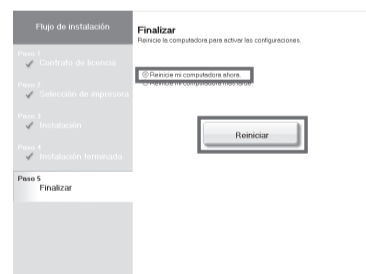 Flujo de instalación
Paso 1
Contrato de licencia
Paso 2
Selección de impresora
Paso 3
Instalación
Paso 4
Instalación terminada
Paso 5
Finalizar
Finalizar
Reinicie la computadora para activar las configuraciones.
Reinicie mi computadora ahora.
Reinicie mi computadora más tarde.
Reiniciar